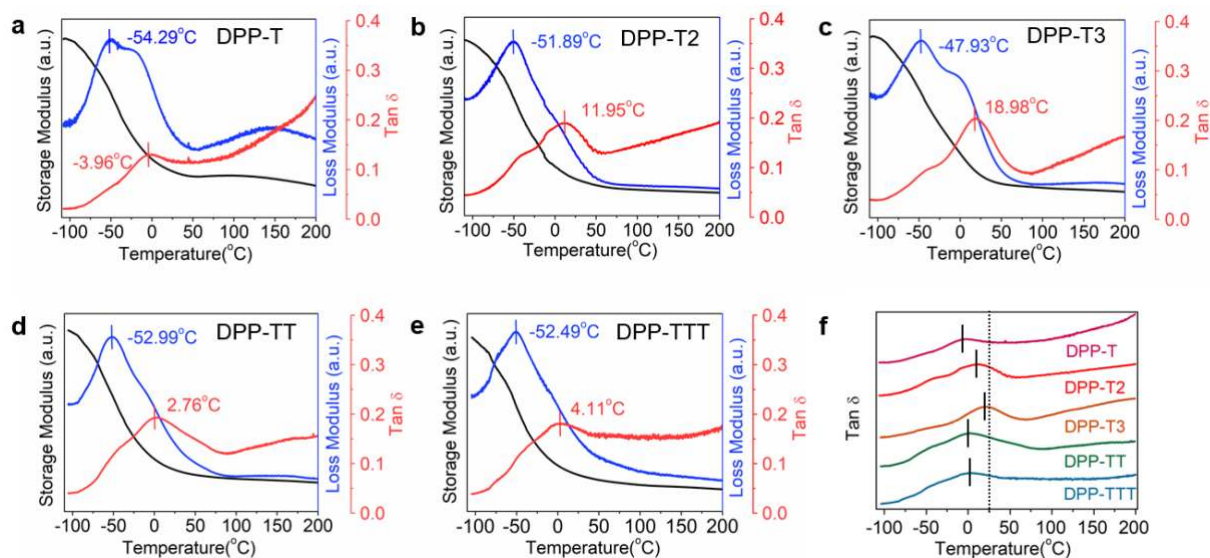 a
DPP-T
-54.29°C
-3.96°C
Storage Modulus (a.u.)
Loss Modulus (a.u.)
Tan δ
0.4
0.3
0.2
0.1
0.0
-100 -50 0 50 100 150 200
Temperature(°C)
b
DPP-T2
-51.89°C
11.95°C
Storage Modulus (a.u.)
Loss Modulus (a.u.)
Tan δ
0.4
0.3
0.2
0.1
0.0
-100 -50 0 50 100 150 200
Temperature(°C)
c
DPP-T3
-47.93°C
18.98°C
Storage Modulus (a.u.)
Loss Modulus (a.u.)
Tan δ
0.4
0.3
0.2
0.1
0.0
-100 -50 0 50 100 150 200
Temperature(°C)
d
DPP-TT
-52.99°C
2.76°C
Storage Modulus (a.u.)
Loss Modulus (a.u.)
Tan δ
0.4
0.3
0.2
0.1
0.0
-100 -50 0 50 100 150 200
Temperature(°C)
e
DPP-TTT
-52.49°C
4.11°C
Storage Modulus (a.u.)
Loss Modulus (a.u.)
Tan δ
0.4
0.3
0.2
0.1
0.0
-100 -50 0 50 100 150 200
Temperature(°C)
f
DPP-T
DPP-T2
DPP-T3
DPP-TT
DPP-TTT
Tan δ
-100 -50 0 50 100 150 200
Temperature(°C)